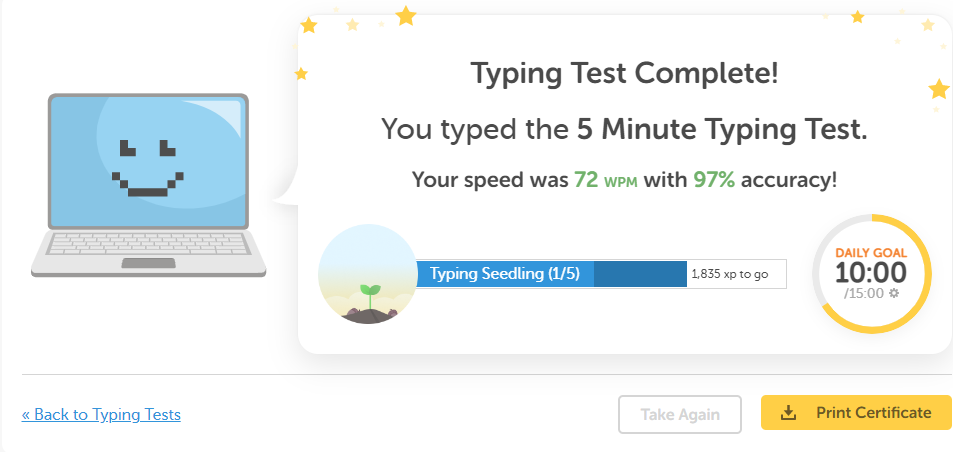 Typing Test Complete!
You typed the 5 Minute Typing Test.
Your speed was 72 WPM with 97% accuracy!
Typing Seedling (1/5)
1,835 xp to go
DAILY GOAL
10:00
/15:00
« Back to Typing Tests
Take Again
Print Certificate